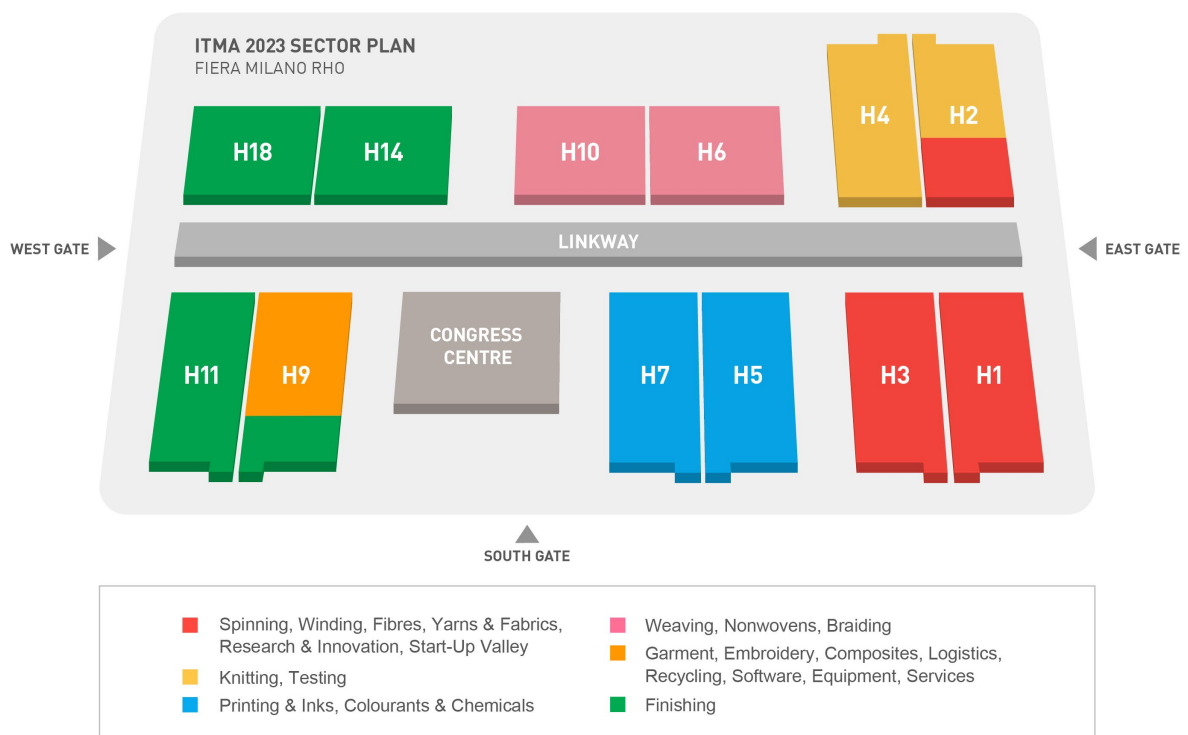 ITMA 2023 SECTOR PLAN
FIERA MILANO RHO
H18
H14
H10
H6
H4
H2
WEST GATE
LINKWAY
EAST GATE
H11
H9
CONGRESS
CENTRE
H7
H5
H3
H1
SOUTH GATE
Spinning, Winding, Fibres, Yarns & Fabrics,
Research & Innovation, Start-Up Valley
Knitting, Testing
Printing & Inks, Colourants & Chemicals
Weaving, Nonwovens, Braiding
Garment, Embroidery, Composites, Logistics,
Recycling, Software, Equipment, Services
Finishing